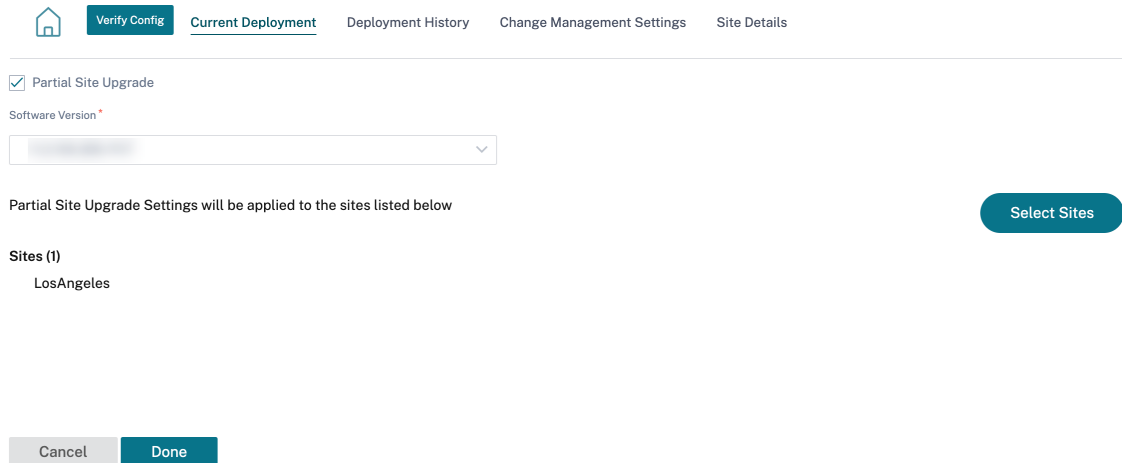 Verify Config Current Deployment Deployment History Change Management Settings Site Details
Partial Site Upgrade
Software Version *
Partial Site Upgrade Settings will be applied to the sites listed below
Select Sites
Sites (1)
LosAngeles
Cancel Done